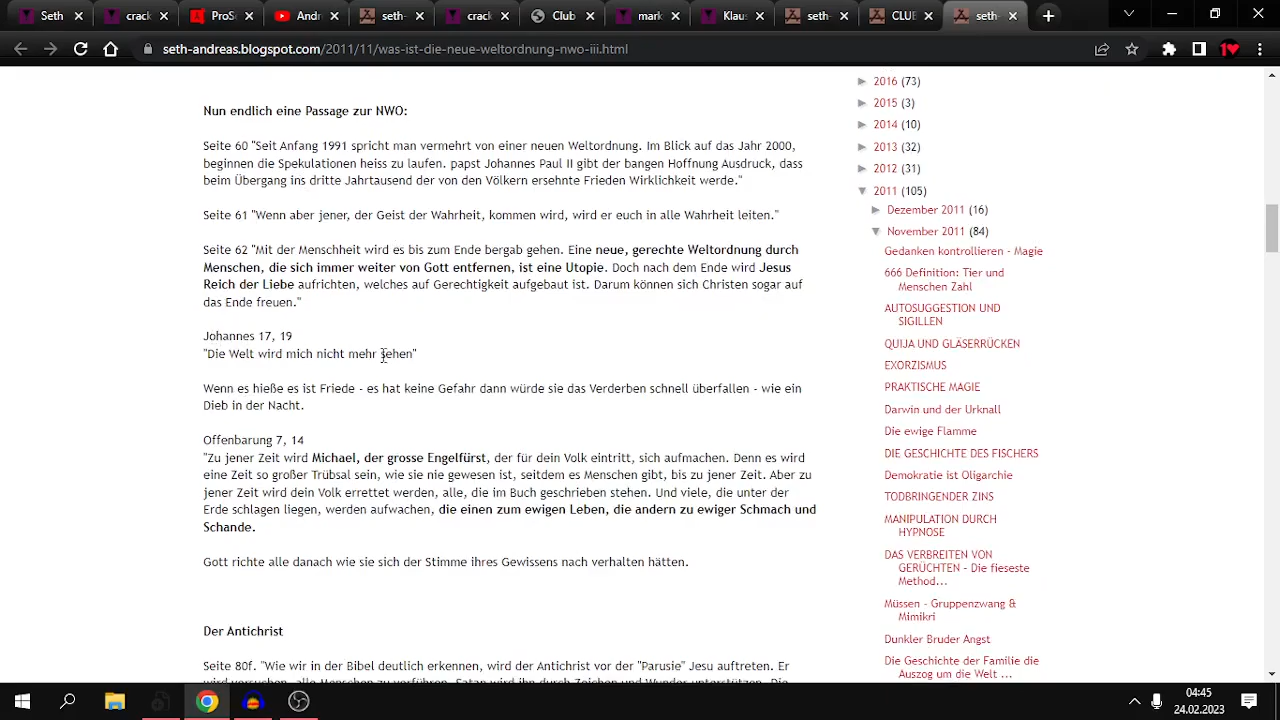 Seth
crack
ProS
Andr
seth-
crack
Club
mark
Klaus
seth-
CLUB
seth-
seth-andreas.blogspot.com/2011/11/was-ist-die-neue-weltordnung-nwo-iii.html
Nun endlich eine Passage zur NWO:
Seite 60 "Seit Anfang 1991 spricht man vermehrt von einer neuen Weltordnung. Im Blick auf das Jahr 2000,
beginnen die Spekulationen heiss zu laufen. papst Johannes Paul II gibt der bangen Hoffnung Ausdruck, dass
beim Übergang ins dritte Jahrtausend der von den Völkern ersehnte Frieden Wirklichkeit werde."
Seite 61 "Wenn aber jener, der Geist der Wahrheit, kommen wird, wird er euch in alle Wahrheit leiten."
Seite 62 "Mit der Menschheit wird es bis zum Ende bergab gehen. Eine neue, gerechte Weltordnung durch
Menschen, die sich immer weiter von Gott entfernen, ist eine Utopie. Doch nach dem Ende wird Jesus
Reich der Liebe aufrichten, welches auf Gerechtigkeit aufgebaut ist. Darum können sich Christen sogar auf
das Ende freuen."
Johannes 17, 19
"Die Welt wird mich nicht mehr sehen"
Wenn es hieße es ist Friede - es hat keine Gefahr dann würde sie das Verderben schnell überfallen - wie ein
Dieb in der Nacht.
Offenbarung 7, 14
"Zu jener Zeit wird Michael, der grosse Engelfürst, der für dein Volk eintritt, sich aufmachen. Denn es wird
eine Zeit so großer Trübsal sein, wie sie nie gewesen ist, seitdem es Menschen gibt, bis zu jener Zeit. Aber zu
jener Zeit wird dein Volk errettet werden, alle, die im Buch geschrieben stehen. Und viele, die unter der
Erde schlagen liegen, werden aufwachen, die einen zum ewigen Leben, die andern zu ewiger Schmach und
Schande.
Gott richte alle danach wie sie sich der Stimme ihres Gewissens nach verhalten hätten.
Der Antichrist
Seite 80f. "Wie wir in der Bibel deutlich erkennen, wird der Antichrist vor der "Parusie" Jesu auftreten. Er
wird versuchen, alle Menschen zu verführen. Satan wird ihn durch Zeichen und Wunder unterstützen. Die
2016 (73)
2015 (3)
2014 (10)
2013 (32)
2012 (31)
2011 (105)
Dezember 2011 (16)
November 2011 (84)
Gedanken kontrollieren - Magie
666 Definition: Tier und
Menschen Zahl
AUTOSUGGESTION UND
SIGILLEN
QUIJA UND GLÄSERRÜCKEN
EXORZISMUS
PRAKTISCHE MAGIE
Darwin und der Urknall
Die ewige Flamme
DIE GESCHICHTE DES FISCHERS
Demokratie ist Oligarchie
TODBRINGENDER ZINS
MANIPULATION DURCH
HYPNOSE
DAS VERBREITEN VON
GERÜCHTEN - Die fieseste
Method...
Müssen - Gruppenzwang &
Mimikri
Dunkler Bruder Angst
Die Geschichte der Familie die
Auszog um die Welt ...
04:45
24.02.2023